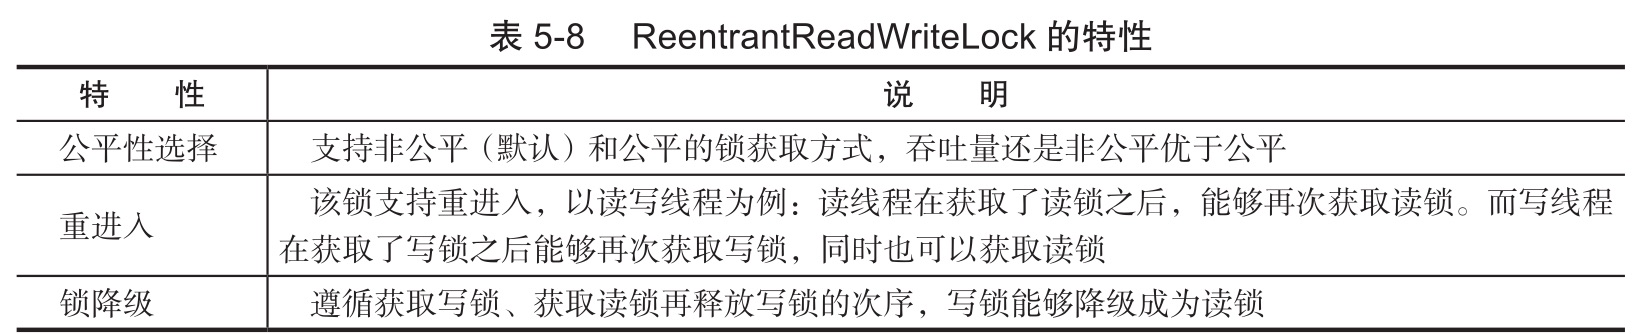 表 5-8 ReentrantReadWriteLock 的特性
特 性 说 明
公平性选择 支持非公平（默认）和公平的锁获取方式，吞吐量还是非公平优于公平
重进入 该锁支持重进入，以读写线程为例：读线程在获取了读锁之后，能够再次获取读锁。而写线程
在获取了写锁之后能够再次获取写锁，同时也可以获取读锁
锁降级 遵循获取写锁、获取读锁再释放写锁的次序，写锁能够降级成为读锁